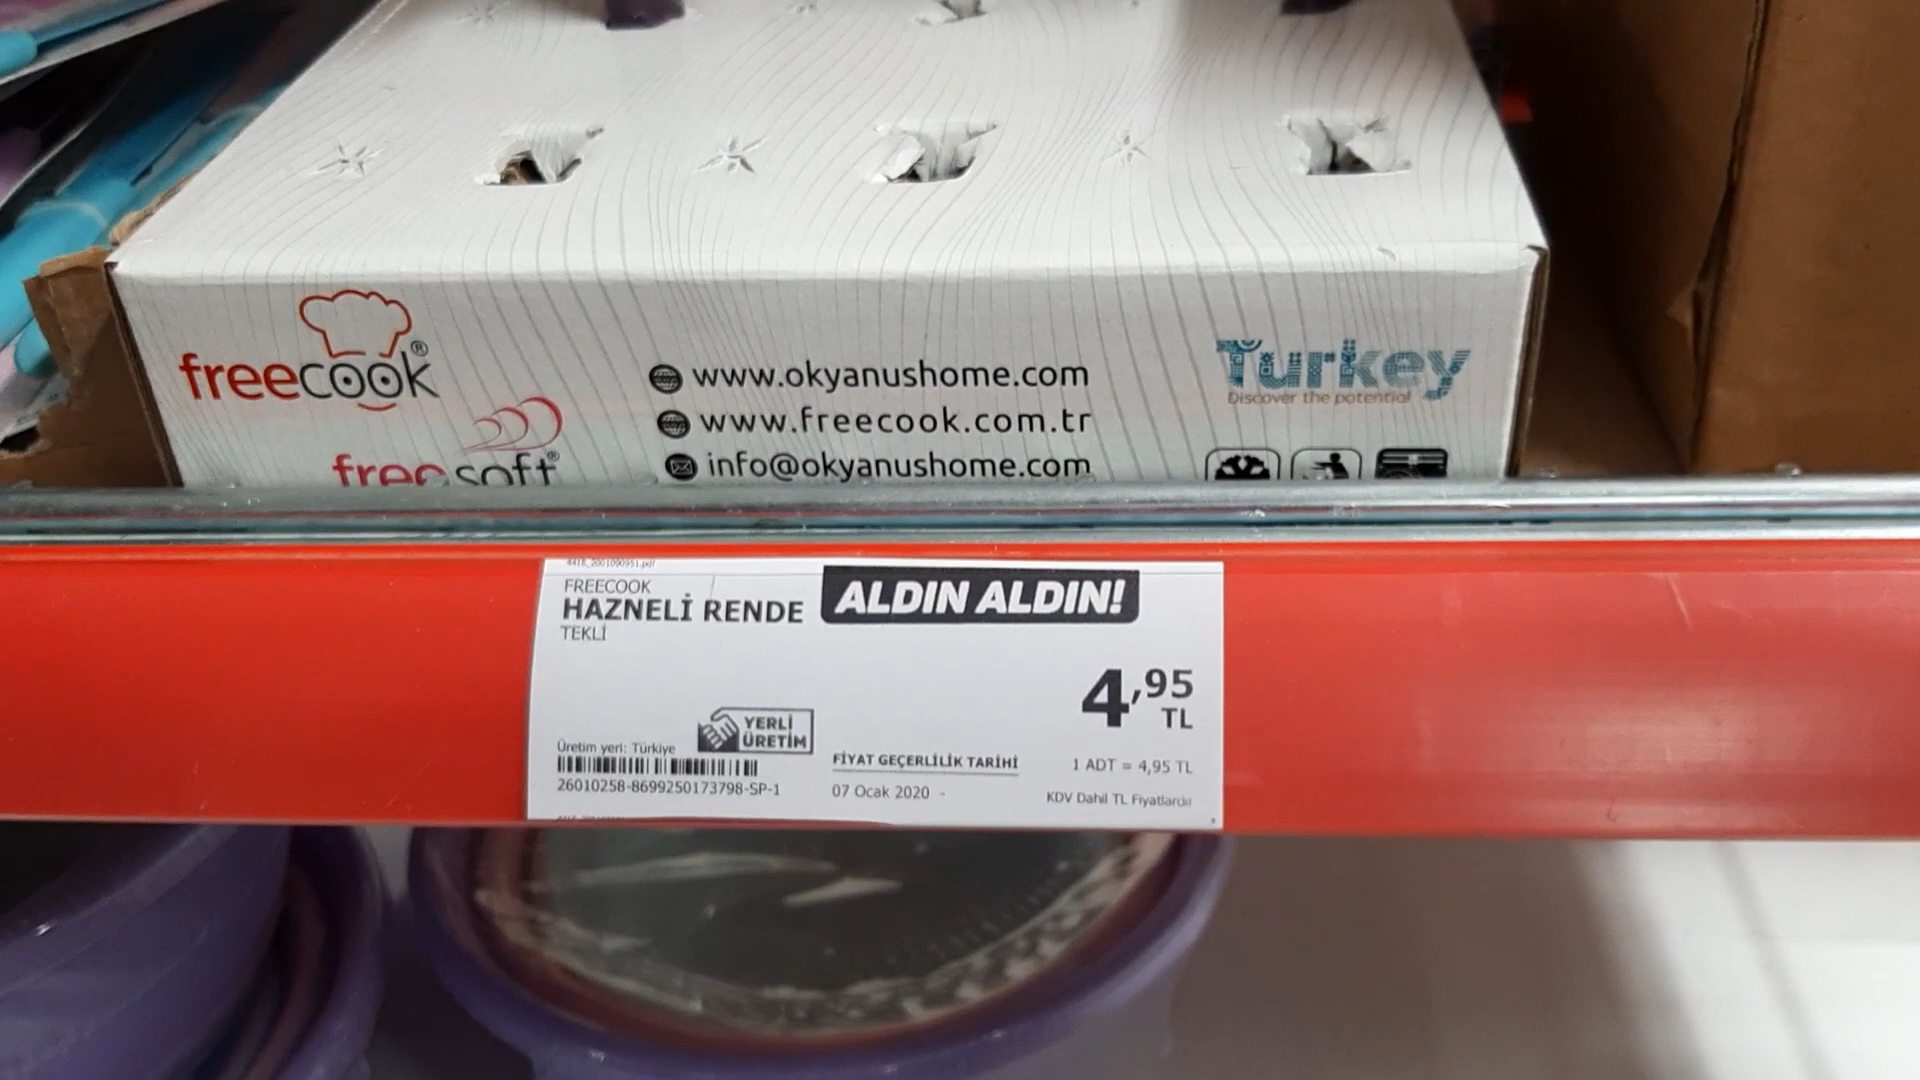 freecook®
freesoft®
www.okyanushome.com
www.freecook.com.tr
info@okyanushome.com
Turkey
Discover the potential
4418_2001090951.pdf
FREECOOK
HAZNELİ RENDE
TEKLİ
ALDIN ALDIN!
4,95
TL
YERLİ
ÜRETİM
Üretim yeri: Türkiye
26010258-8699250173798-SP-1
FİYAT GEÇERLİLİK TARİHİ
07 Ocak 2020 -
1 ADT = 4,95 TL
KDV Dahil TL Fiyatlarıdır